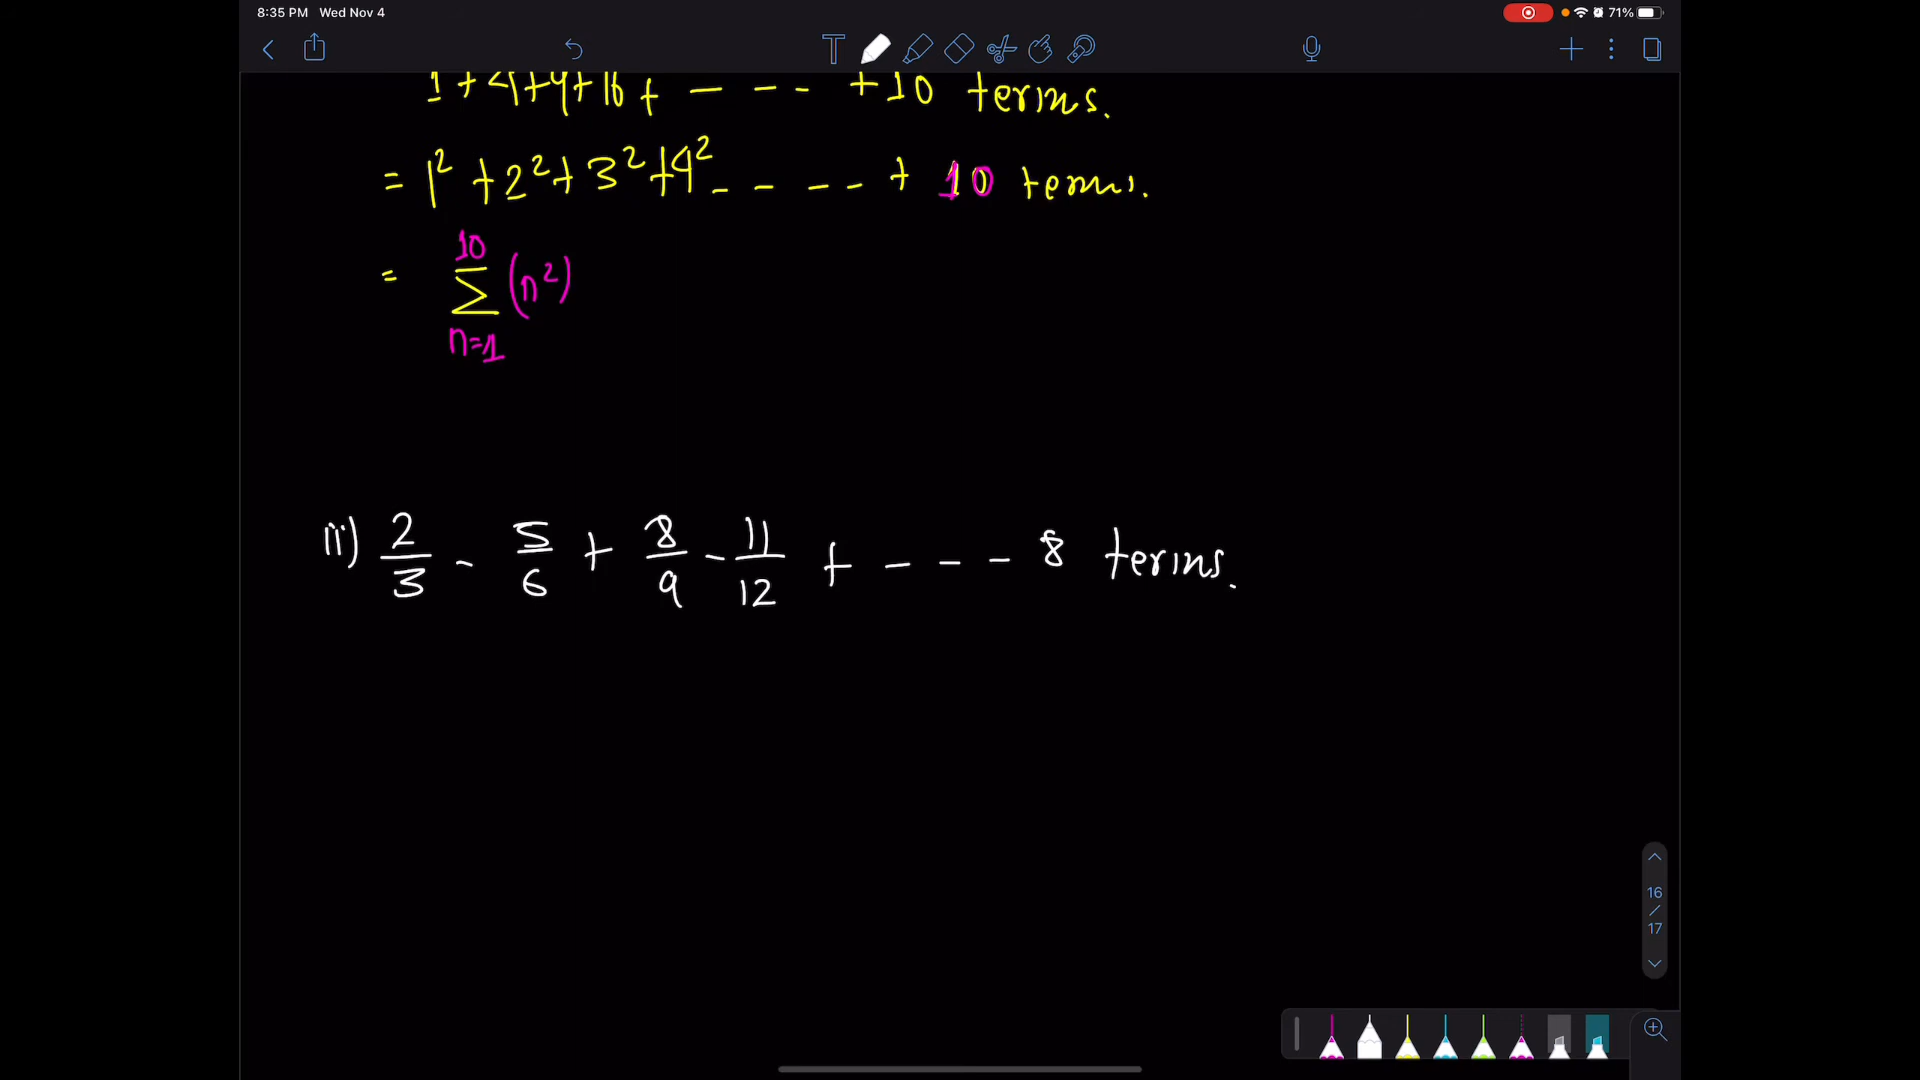 8:35 PM Wed Nov 4 71%
1 + 4 + 9 + 16 + - - - + 10 terms.
= 1² + 2² + 3² + 4² - - - - + 10 terms.
10
= Σ (n²)
n=1
ii) 2/3 - 5/6 + 8/9 - 11/12 + - - - 8 terms.
16
/
17